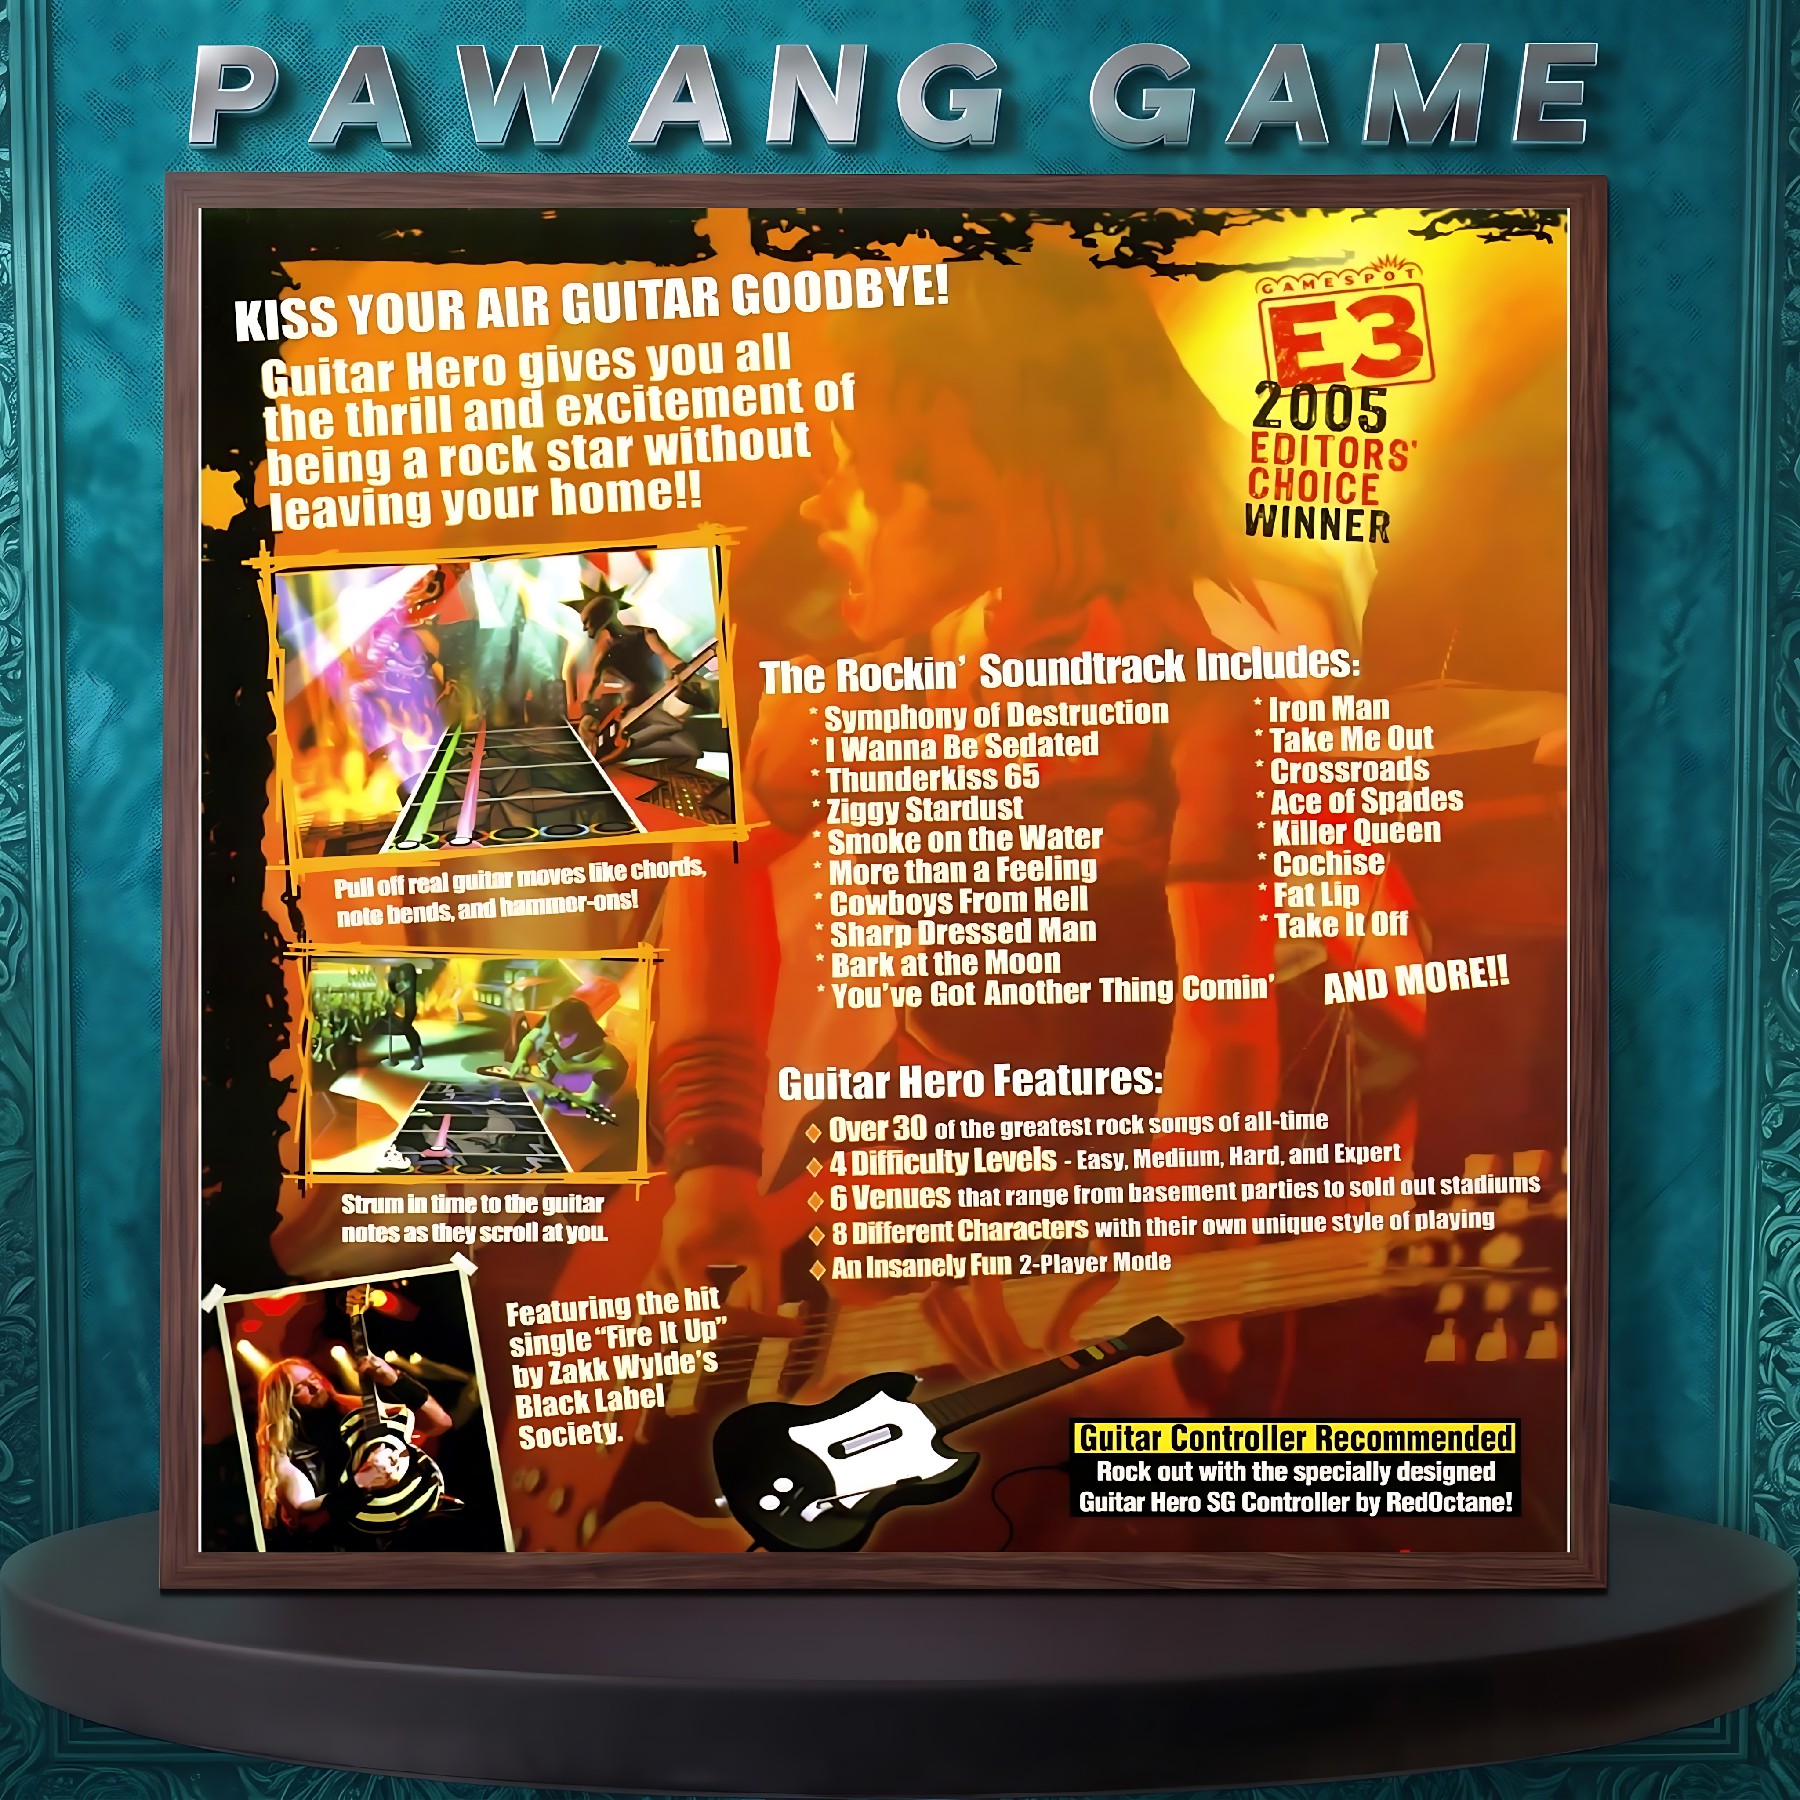 PAWANG GAME
KISS YOUR AIR GUITAR GOODBYE!
Guitar Hero gives you all
the thrill and excitement of
being a rock star without
leaving your home!!
GAMESPOT
E3
2005
EDITORS'
CHOICE
WINNER
Pull off real guitar moves like chords,
note bends, and hammer-ons!
Strum in time to the guitar
notes as they scroll at you.
Featuring the hit
single “Fire It Up”
by Zakk Wylde's
Black Label
Society.
The Rockin' Soundtrack Includes:
* Symphony of Destruction
* I Wanna Be Sedated
* Thunderkiss 65
* Ziggy Stardust
* Smoke on the Water
* More than a Feeling
* Cowboys From Hell
* Sharp Dressed Man
* Bark at the Moon
* You've Got Another Thing Comin'
* Iron Man
* Take Me Out
* Crossroads
* Ace of Spades
* Killer Queen
* Cochise
* Fat Lip
* Take It Off
AND MORE!!
Guitar Hero Features:
Over 30 of the greatest rock songs of all-time
4 Difficulty Levels - Easy, Medium, Hard, and Expert
6 Venues that range from basement parties to sold out stadiums
8 Different Characters with their own unique style of playing
An Insanely Fun 2-Player Mode
Guitar Controller Recommended
Rock out with the specially designed
Guitar Hero SG Controller by RedOctane!